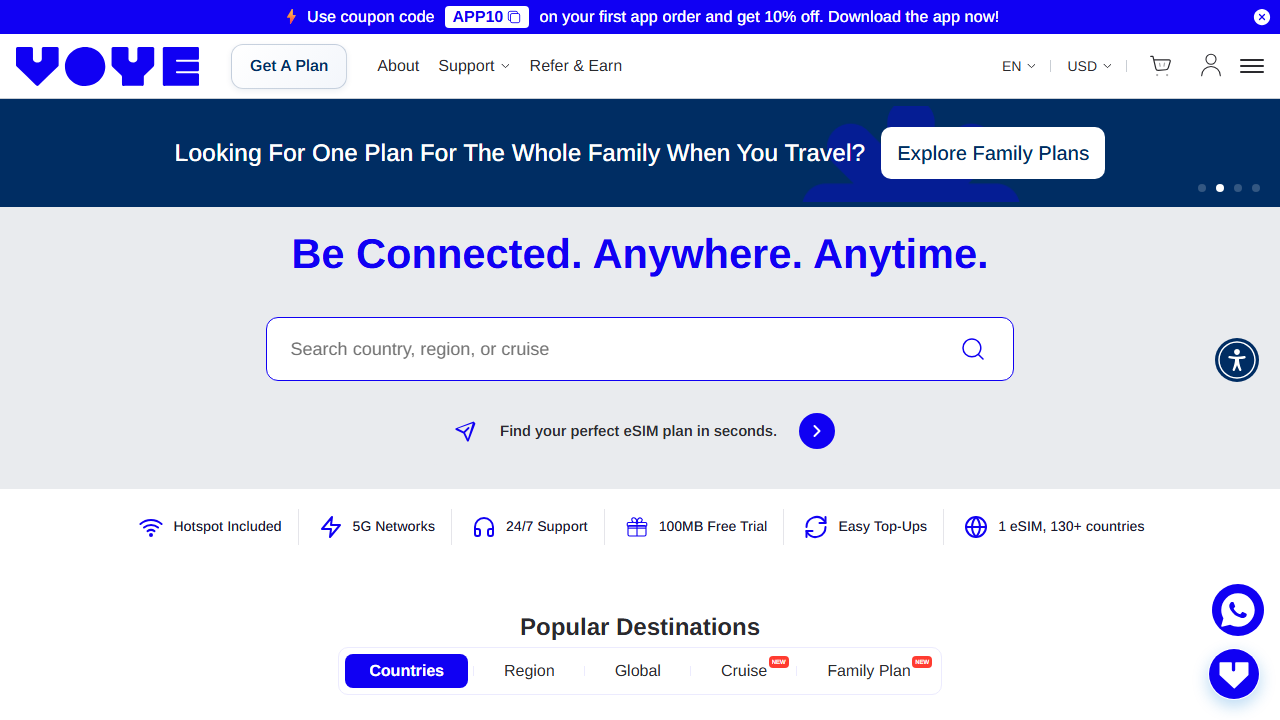 Use coupon code APP10 on your first app order and get 10% off. Download the app now!
VOYE
Get A Plan
About
Support
Refer & Earn
EN
USD
Looking For One Plan For The Whole Family When You Travel?
Explore Family Plans
Be Connected. Anywhere. Anytime.
Search country, region, or cruise
Find your perfect eSIM plan in seconds.
Hotspot Included
5G Networks
24/7 Support
100MB Free Trial
Easy Top-Ups
1 eSIM, 130+ countries
Popular Destinations
Countries
Region
Global
Cruise
NEW
Family Plan
NEW